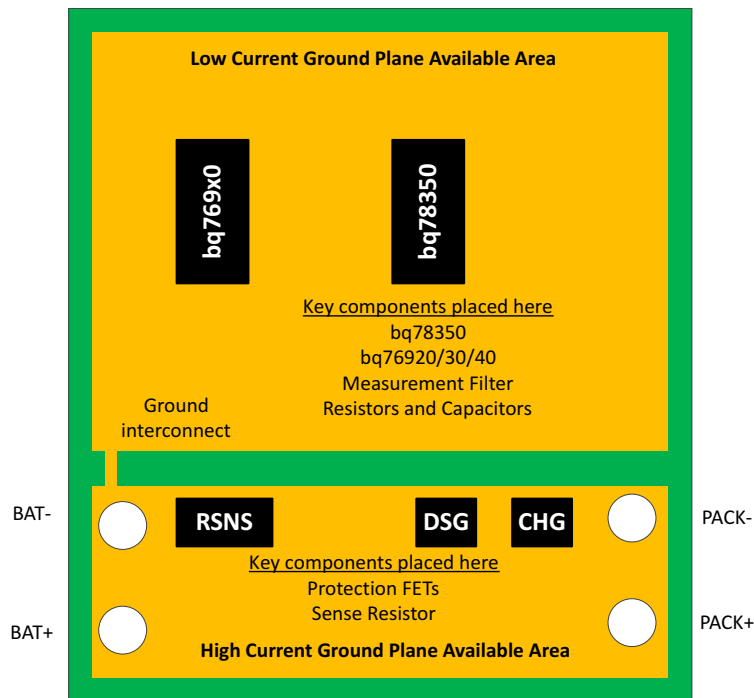 Low Current Ground Plane Available Area
bq769x0
bq78350
Key components placed here
bq78350
bq76920/30/40
Measurement Filter
Resistors and Capacitors
Ground
interconnect
BAT-
RSNS
DSG
CHG
PACK-
Key components placed here
Protection FETs
Sense Resistor
BAT+
PACK+
High Current Ground Plane Available Area